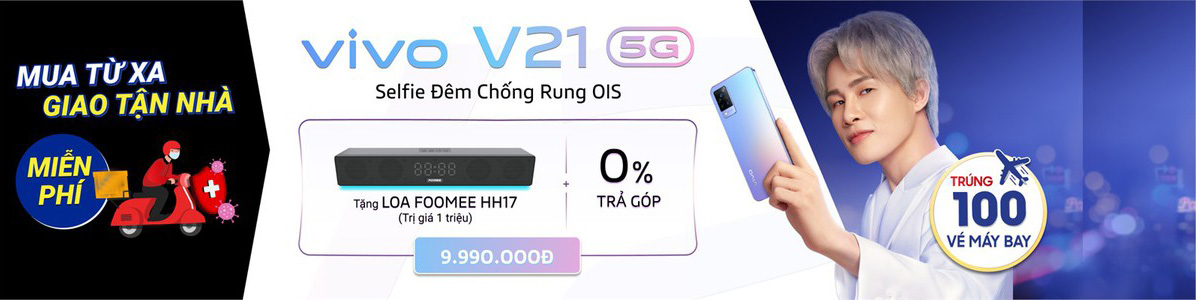 MUA TỪ XA
GIAO TẬN NHÀ
MIỄN
PHÍ
vivo V21 5G
Selfie Đêm Chống Rung OIS
Tặng LOA FOOMEE HH17
(Trị giá 1 triệu)
+
0%
TRẢ GÓP
9.990.000Đ
vivo
TRÚNG
100
VÉ MÁY BAY